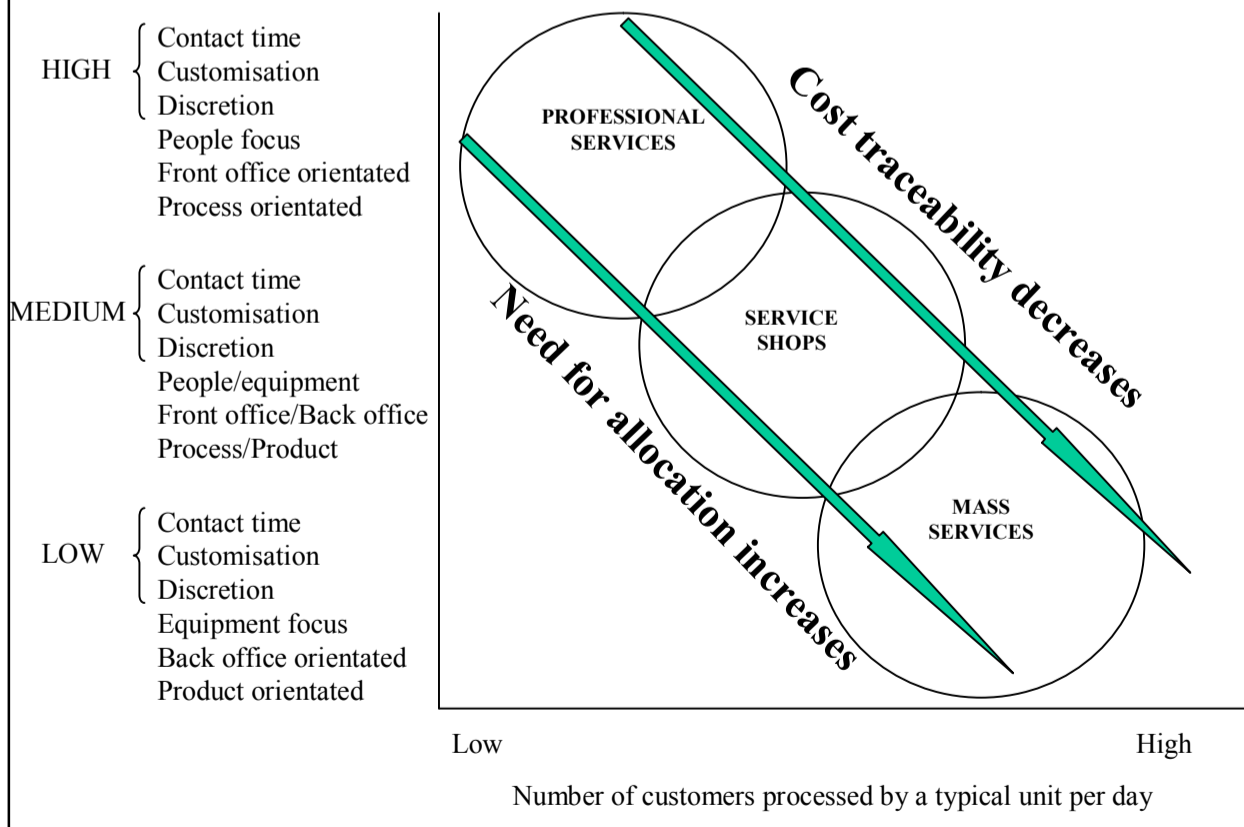 HIGH
Contact time
Customisation
Discretion
People focus
Front office orientated
Process orientated
MEDIUM
Contact time
Customisation
Discretion
People/equipment
Front office/Back office
Process/Product
LOW
Contact time
Customisation
Discretion
Equipment focus
Back office orientated
Product orientated
PROFESSIONAL
SERVICES
SERVICE
SHOPS
MASS
SERVICES
Cost traceability decreases
Need for allocation increases
Low
High
Number of customers processed by a typical unit per day